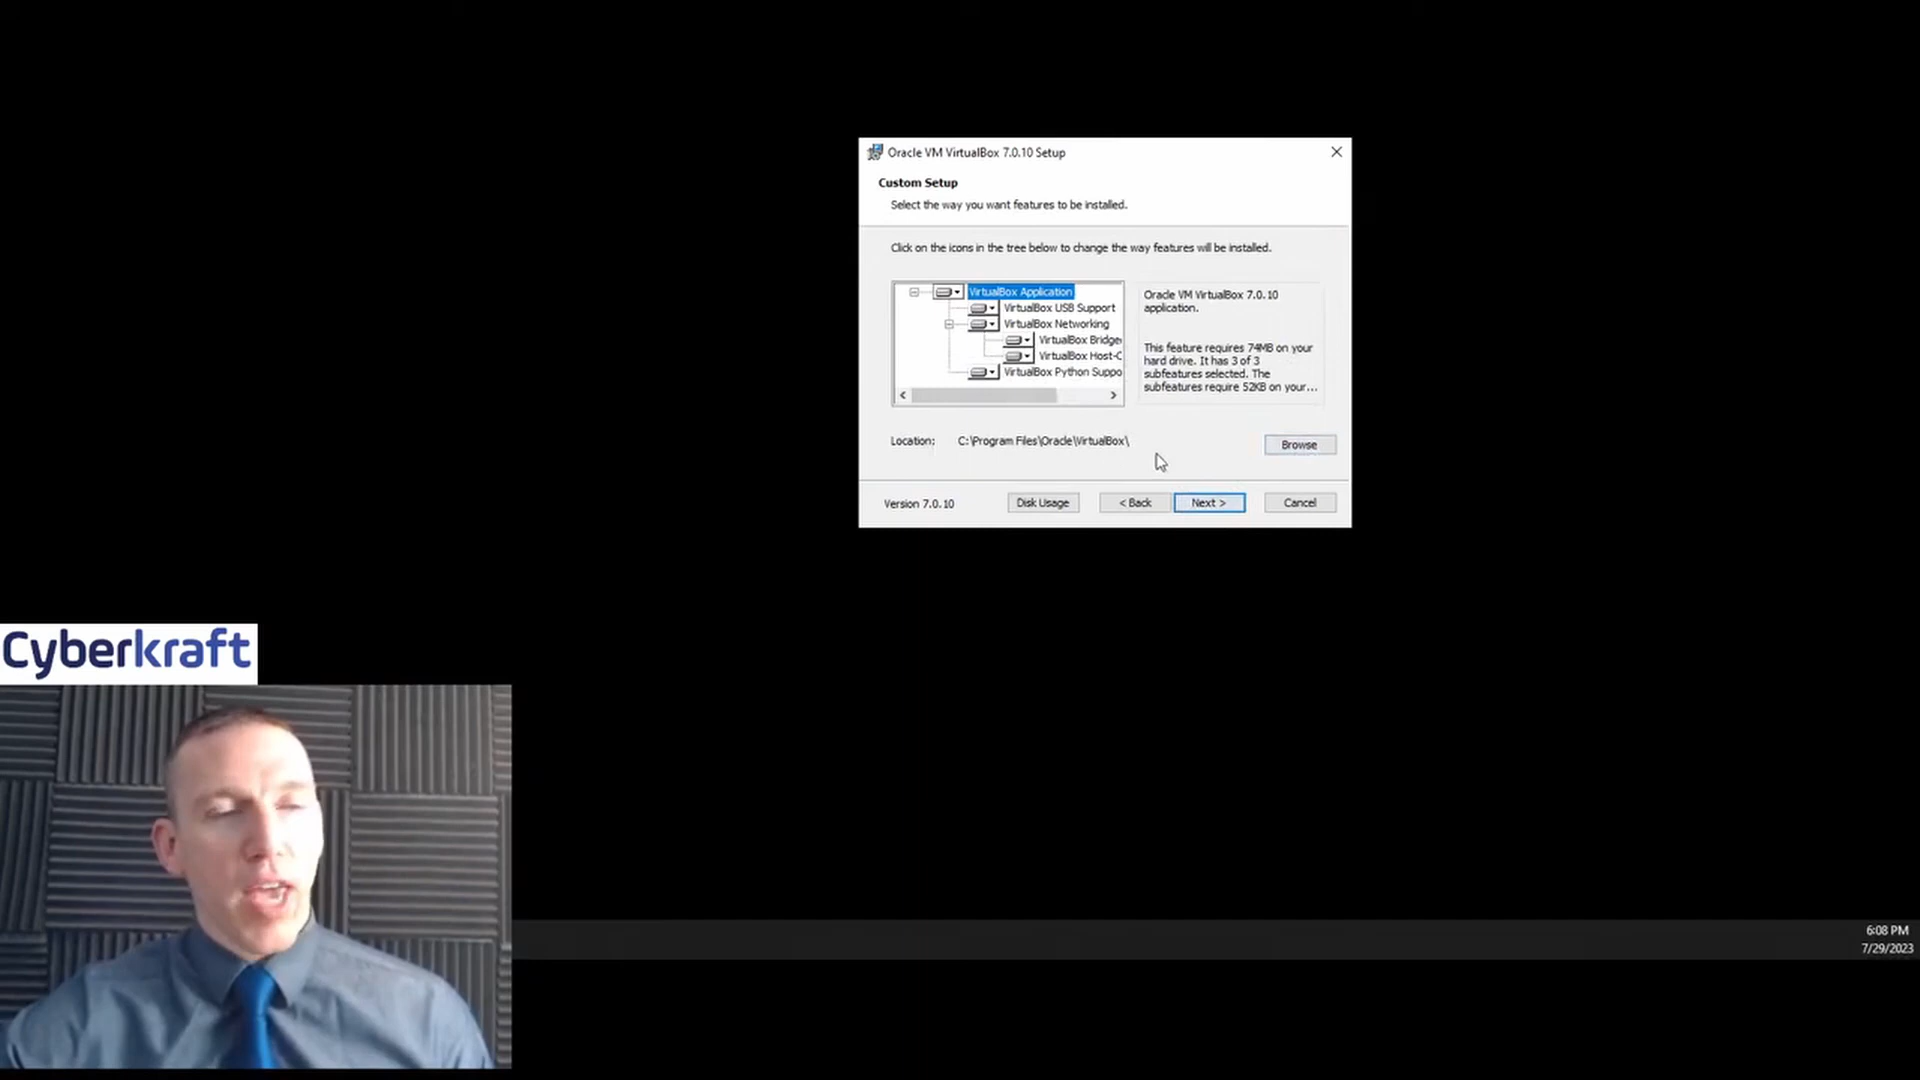 Oracle VM VirtualBox 7.0.10 Setup
Custom Setup
Select the way you want features to be installed.
Click on the icons in the tree below to change the way features will be installed.
VirtualBox Application
VirtualBox USB Support
VirtualBox Networking
VirtualBox Bridge
VirtualBox Host-C
VirtualBox Python Suppo
Oracle VM VirtualBox 7.0.10
application.
This feature requires 74MB on your
hard drive. It has 3 of 3
subfeatures selected. The
subfeatures require 52KB on your...
Location: C:\Program Files\Oracle\VirtualBox\
Browse
Version 7.0.10
Disk Usage
< Back
Next >
Cancel
Cyberkraft
6:08 PM
7/29/2023